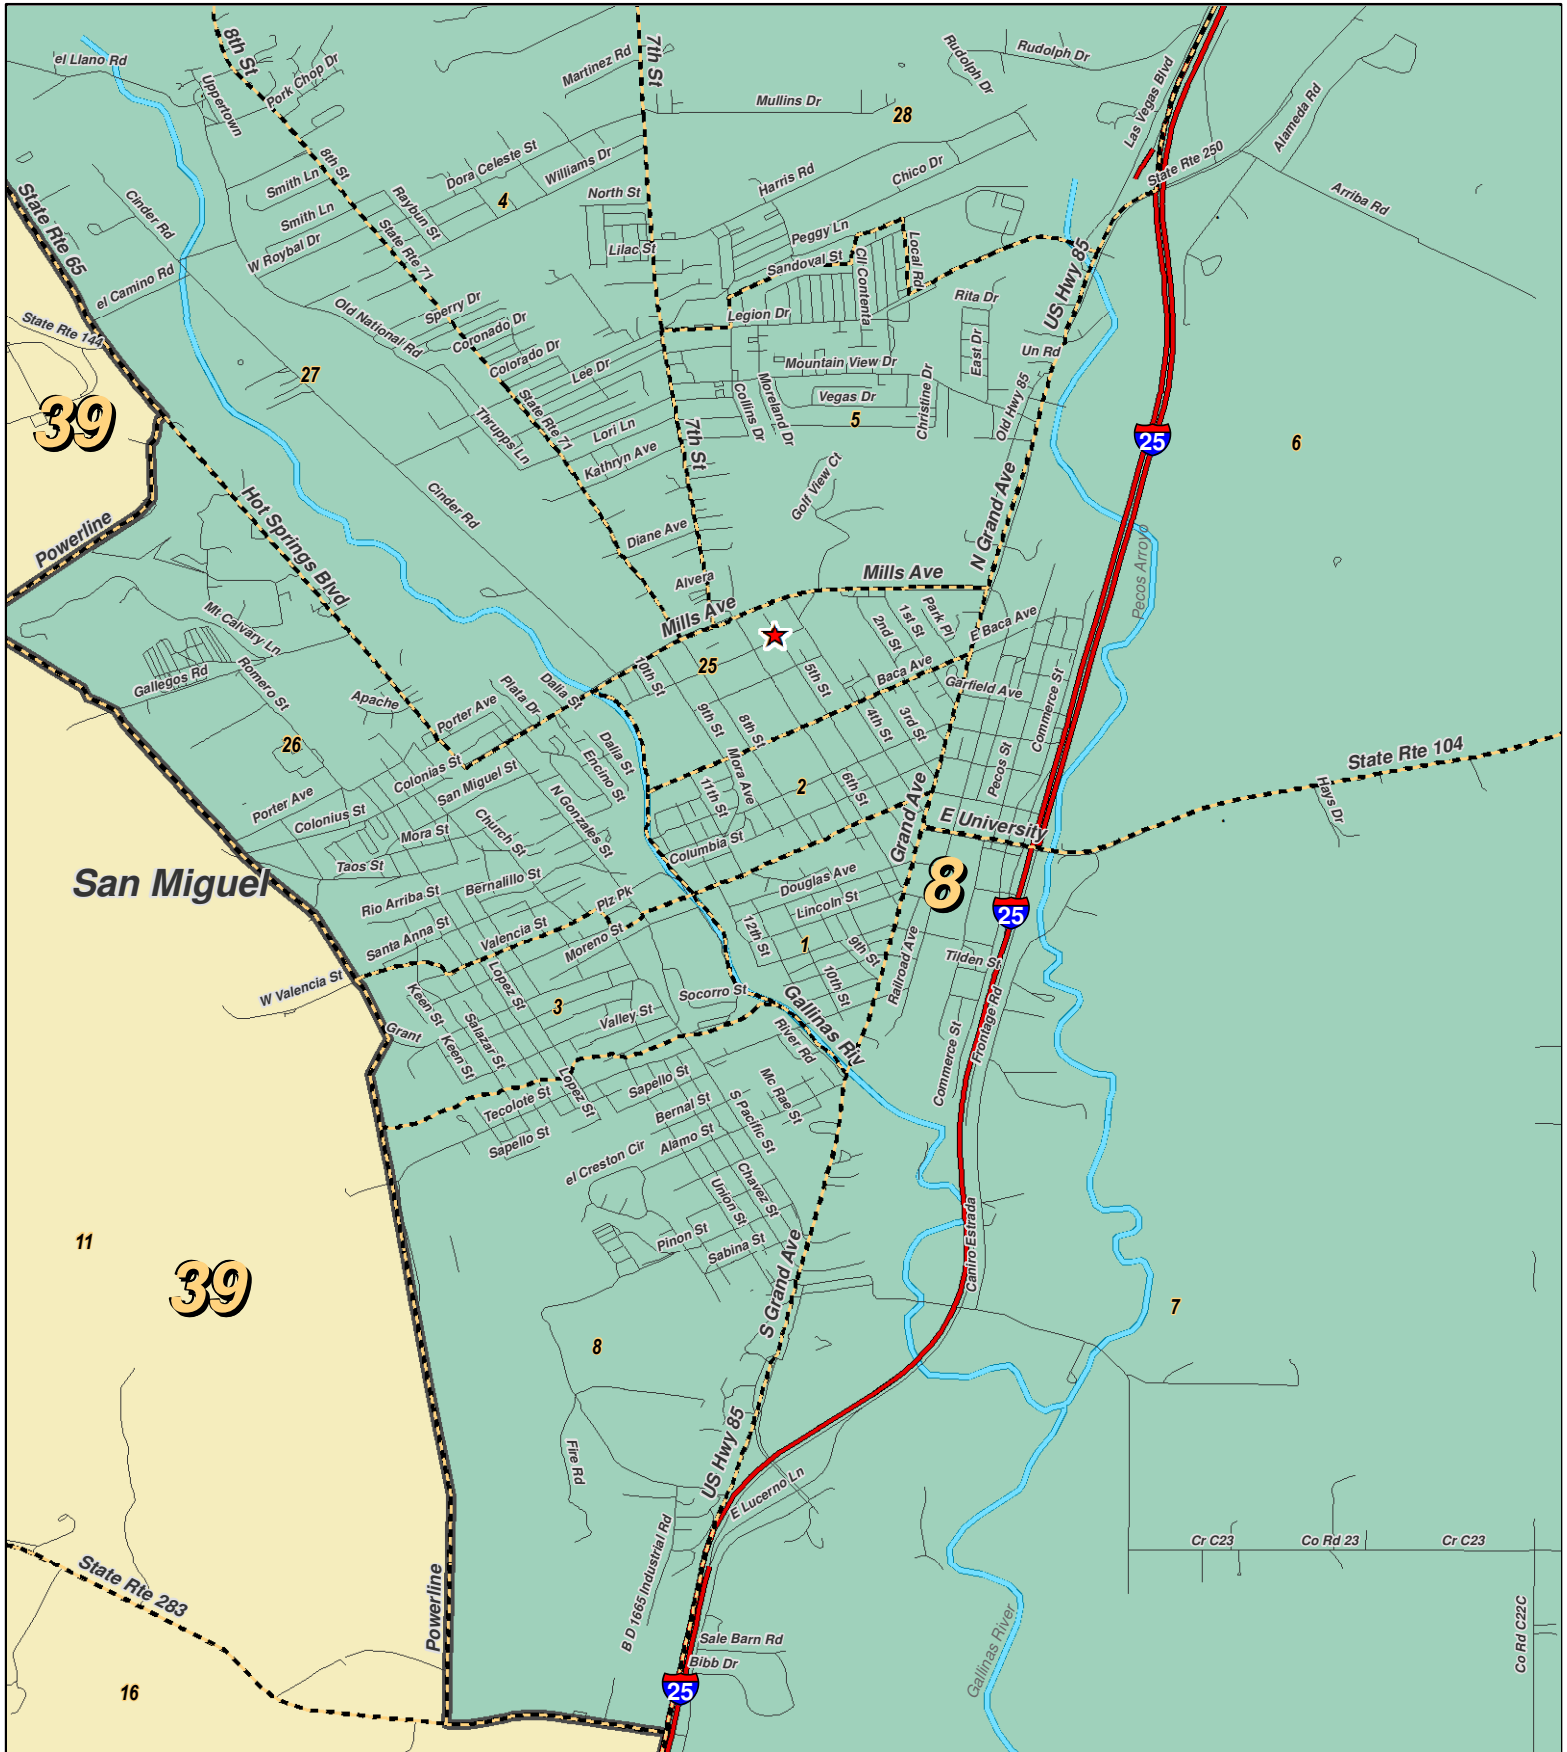 8th St
7th St
Rudolph Dr
Rudolph Dr
el Llano Rd
Martinez Rd
Las Vegas Blvd
Pork Chop Dr
Uppertown
Mullins Dr
28
Alameda Rd
State Rte 250
8th St
Dora Celeste St
Williams Dr
Harris Rd
Chico Dr
Smith Ln
North St
4
Arriba Rd
State Rte 65
Cinder Rd
Smith Ln
Raybun St
State Rte 71
Peggy Ln
W Roybal Dr
Lilac St
Sandoval St
Cll Contenta
Local Rd
US Hwy 85
el Camino Rd
Rita Dr
Sperry Dr
Legion Dr
Old National Rd
State Rte 144
Coronado Dr
Colorado Dr
East Dr
Un Rd
Lee Dr
Mountain View Dr
27
Christine Dr
Old Hwy 85
Collins Dr
Moreland Dr
Vegas Dr
39
State Rte 71
5
Thrupps Ln
Lori Ln
7th St
25
6
Kathryn Ave
Golf View Ct
N Grand Ave
Hot Springs Blvd
Cinder Rd
Powerline
Diane Ave
Pecos Arroyo
Alvera
Mills Ave
Mills Ave
Park Pl
1st St
2nd St
E Baca Ave
Mt Calvary Ln
10th St
25
5th St
Baca Ave
Gallegos Rd
Romero St
Dalia St
Plata Dr
Garfield Ave
Commerce St
Apache
Porter Ave
9th St
8th St
4th St
3rd St
26
Dalia St
Encino St
Mora Ave
Pecos St
State Rte 104
Colonias St
San Miguel St
11th St
2
6th St
Grand Ave
Hays Dr
Porter Ave
N Gonzales St
Colonius St
Church St
E University
Mora St
Columbia St
Taos St
San Miguel
8
Bernalillo St
Douglas Ave
Rio Arriba St
Plz Pk
Lincoln St
25
Santa Anna St
Valencia St
Moreno St
12th St
1
9th St
Railroad Ave
Tilden St
W Valencia St
Lopez St
10th St
Keen St
3
Socorro St
Gallinas Riv
Frontage Rd
Grant
Salazar St
Valley St
River Rd
Keen St
Commerce St
Lopez St
Sapello St
Mc Rae St
Tecolote St
Bernal St
S Pacific St
Sapello St
Alamo St
el Creston Cir
Chavez St
Union St
11
Pinon St
Sabina St
Caniro Estrada
39
S Grand Ave
7
8
Fire Rd
US Hwy 85
E Lucerno Ln
B D 1665 Industrial Rd
Cr C23
Co Rd 23
Cr C23
State Rte 283
Powerline
Gallinas River
Co Rd C22C
Sale Barn Rd
Bibb Dr
16
25